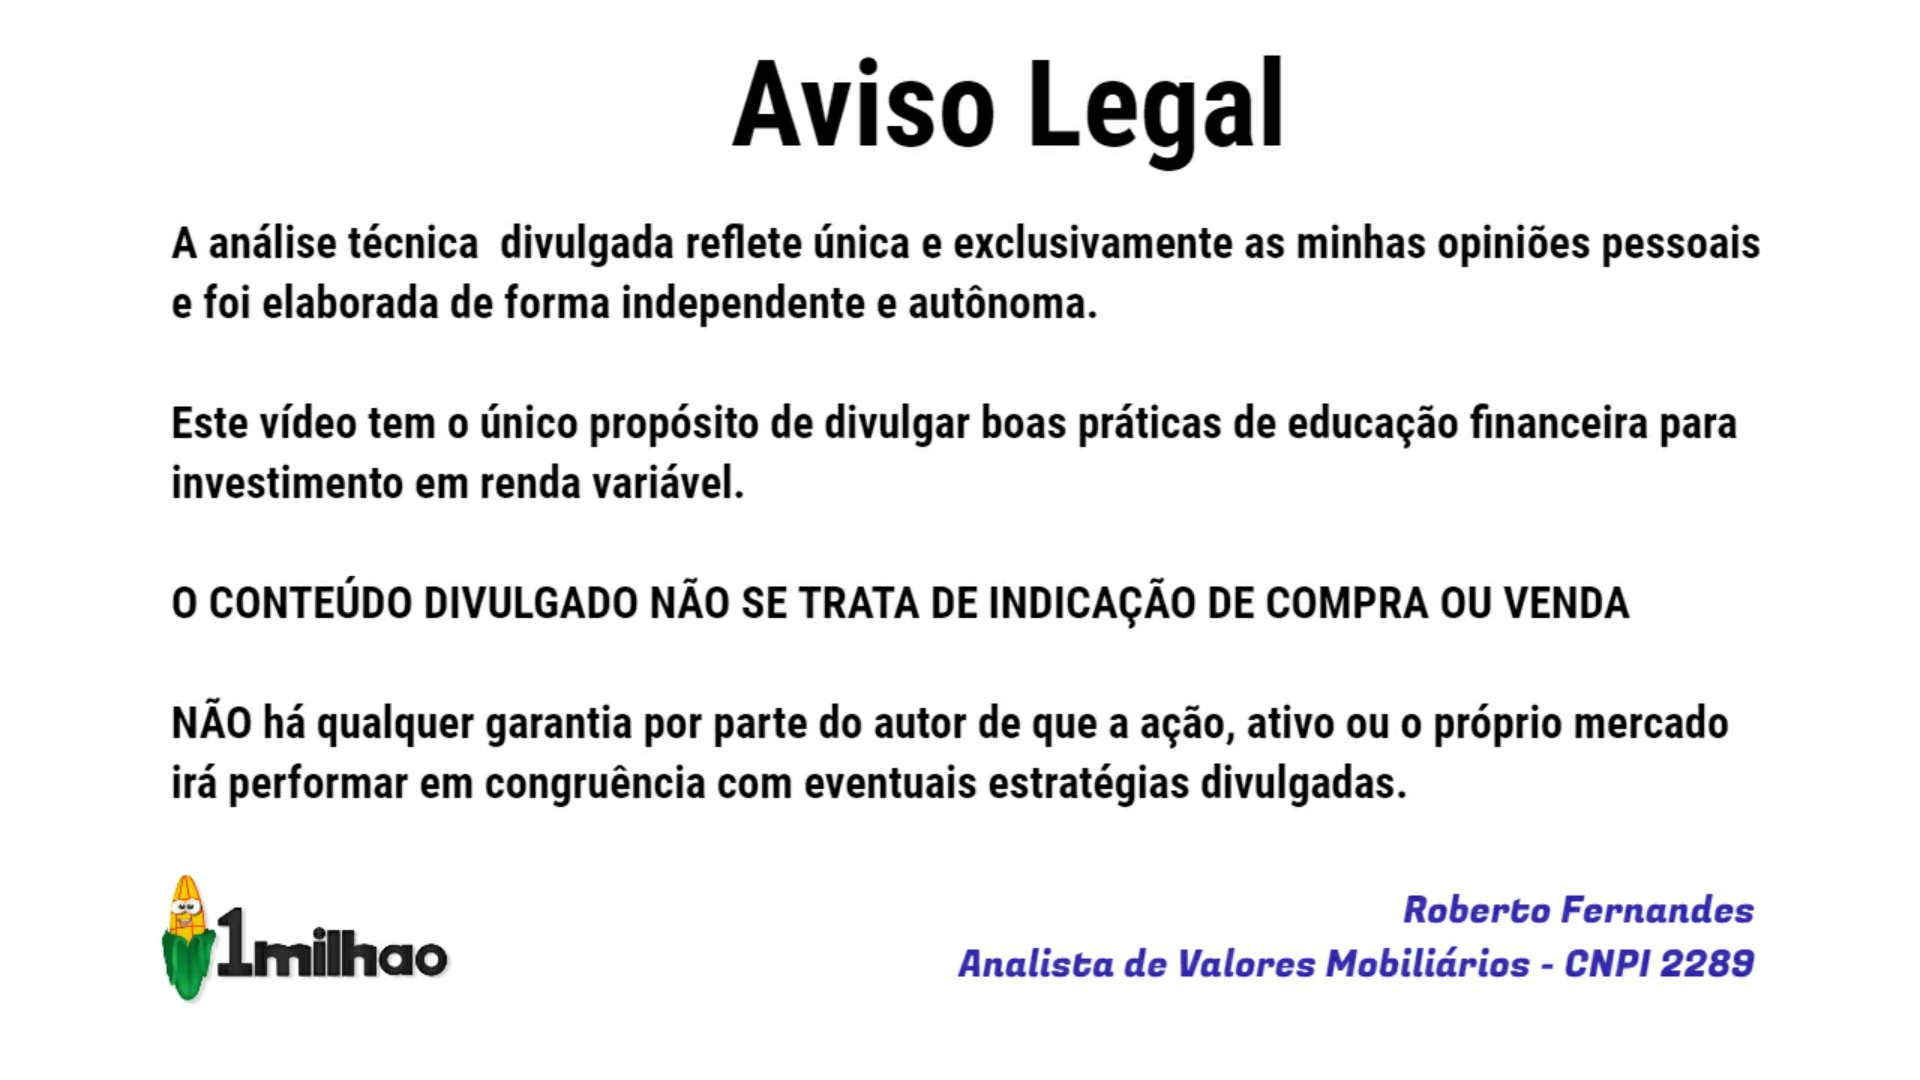 Aviso Legal
A análise técnica  divulgada reflete única e exclusivamente as minhas opiniões pessoais
e foi elaborada de forma independente e autônoma.
Este vídeo tem o único propósito de divulgar boas práticas de educação financeira para
investimento em renda variável.
O CONTEÚDO DIVULGADO NÃO SE TRATA DE INDICAÇÃO DE COMPRA OU VENDA
NÃO há qualquer garantia por parte do autor de que a ação, ativo ou o próprio mercado
irá performar em congruência com eventuais estratégias divulgadas.
1milhao
Roberto Fernandes
Analista de Valores Mobiliários - CNPI 2289